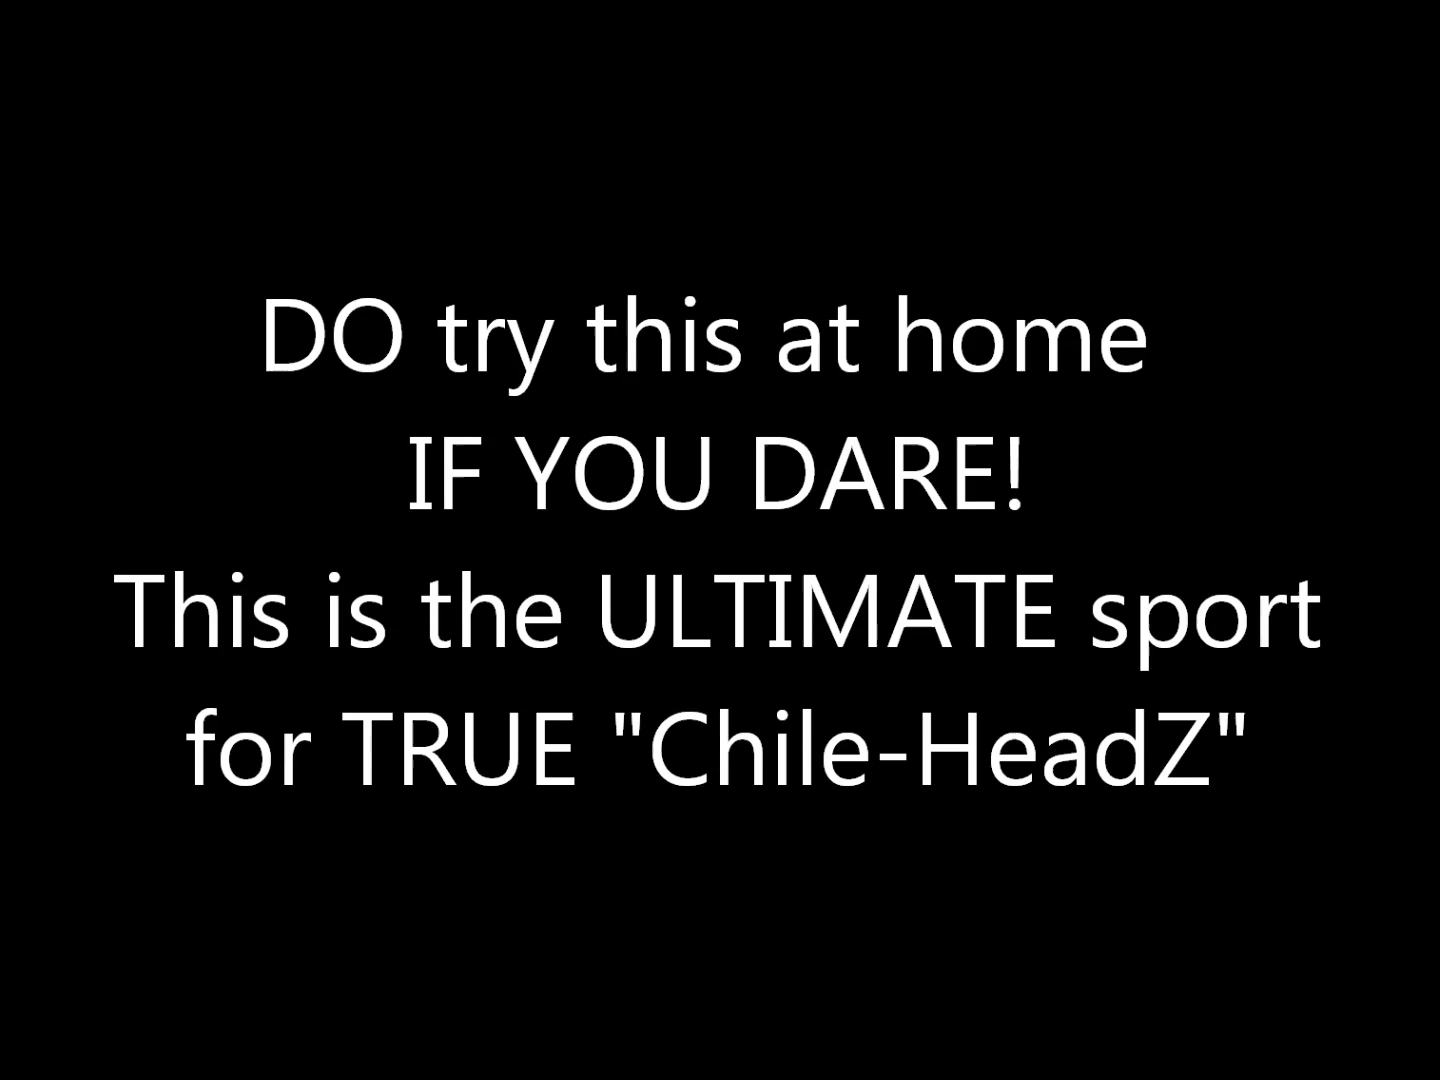 DO try this at home
IF YOU DARE!
This is the ULTIMATE sport
for TRUE "Chile-HeadZ"